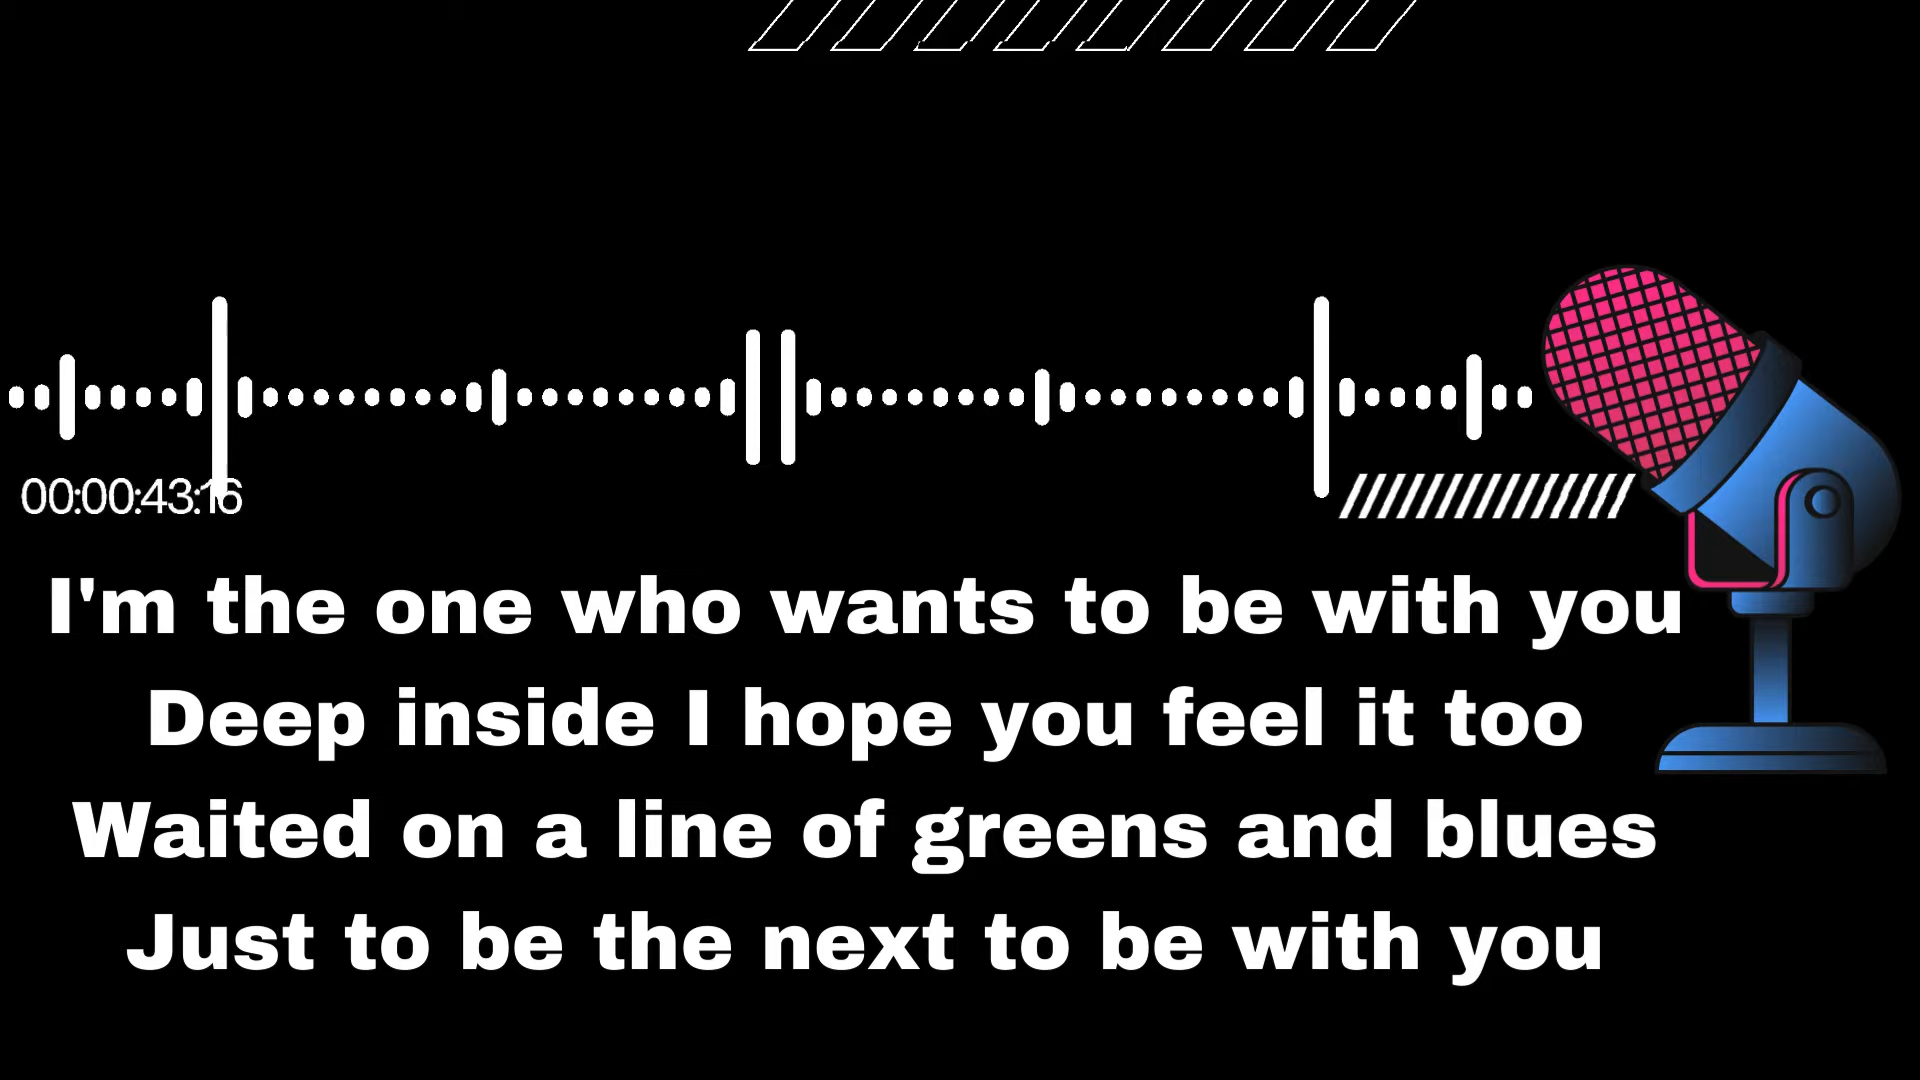 00:00:43:16
I'm the one who wants to be with you
Deep inside I hope you feel it too
Waited on a line of greens and blues
Just to be the next to be with you